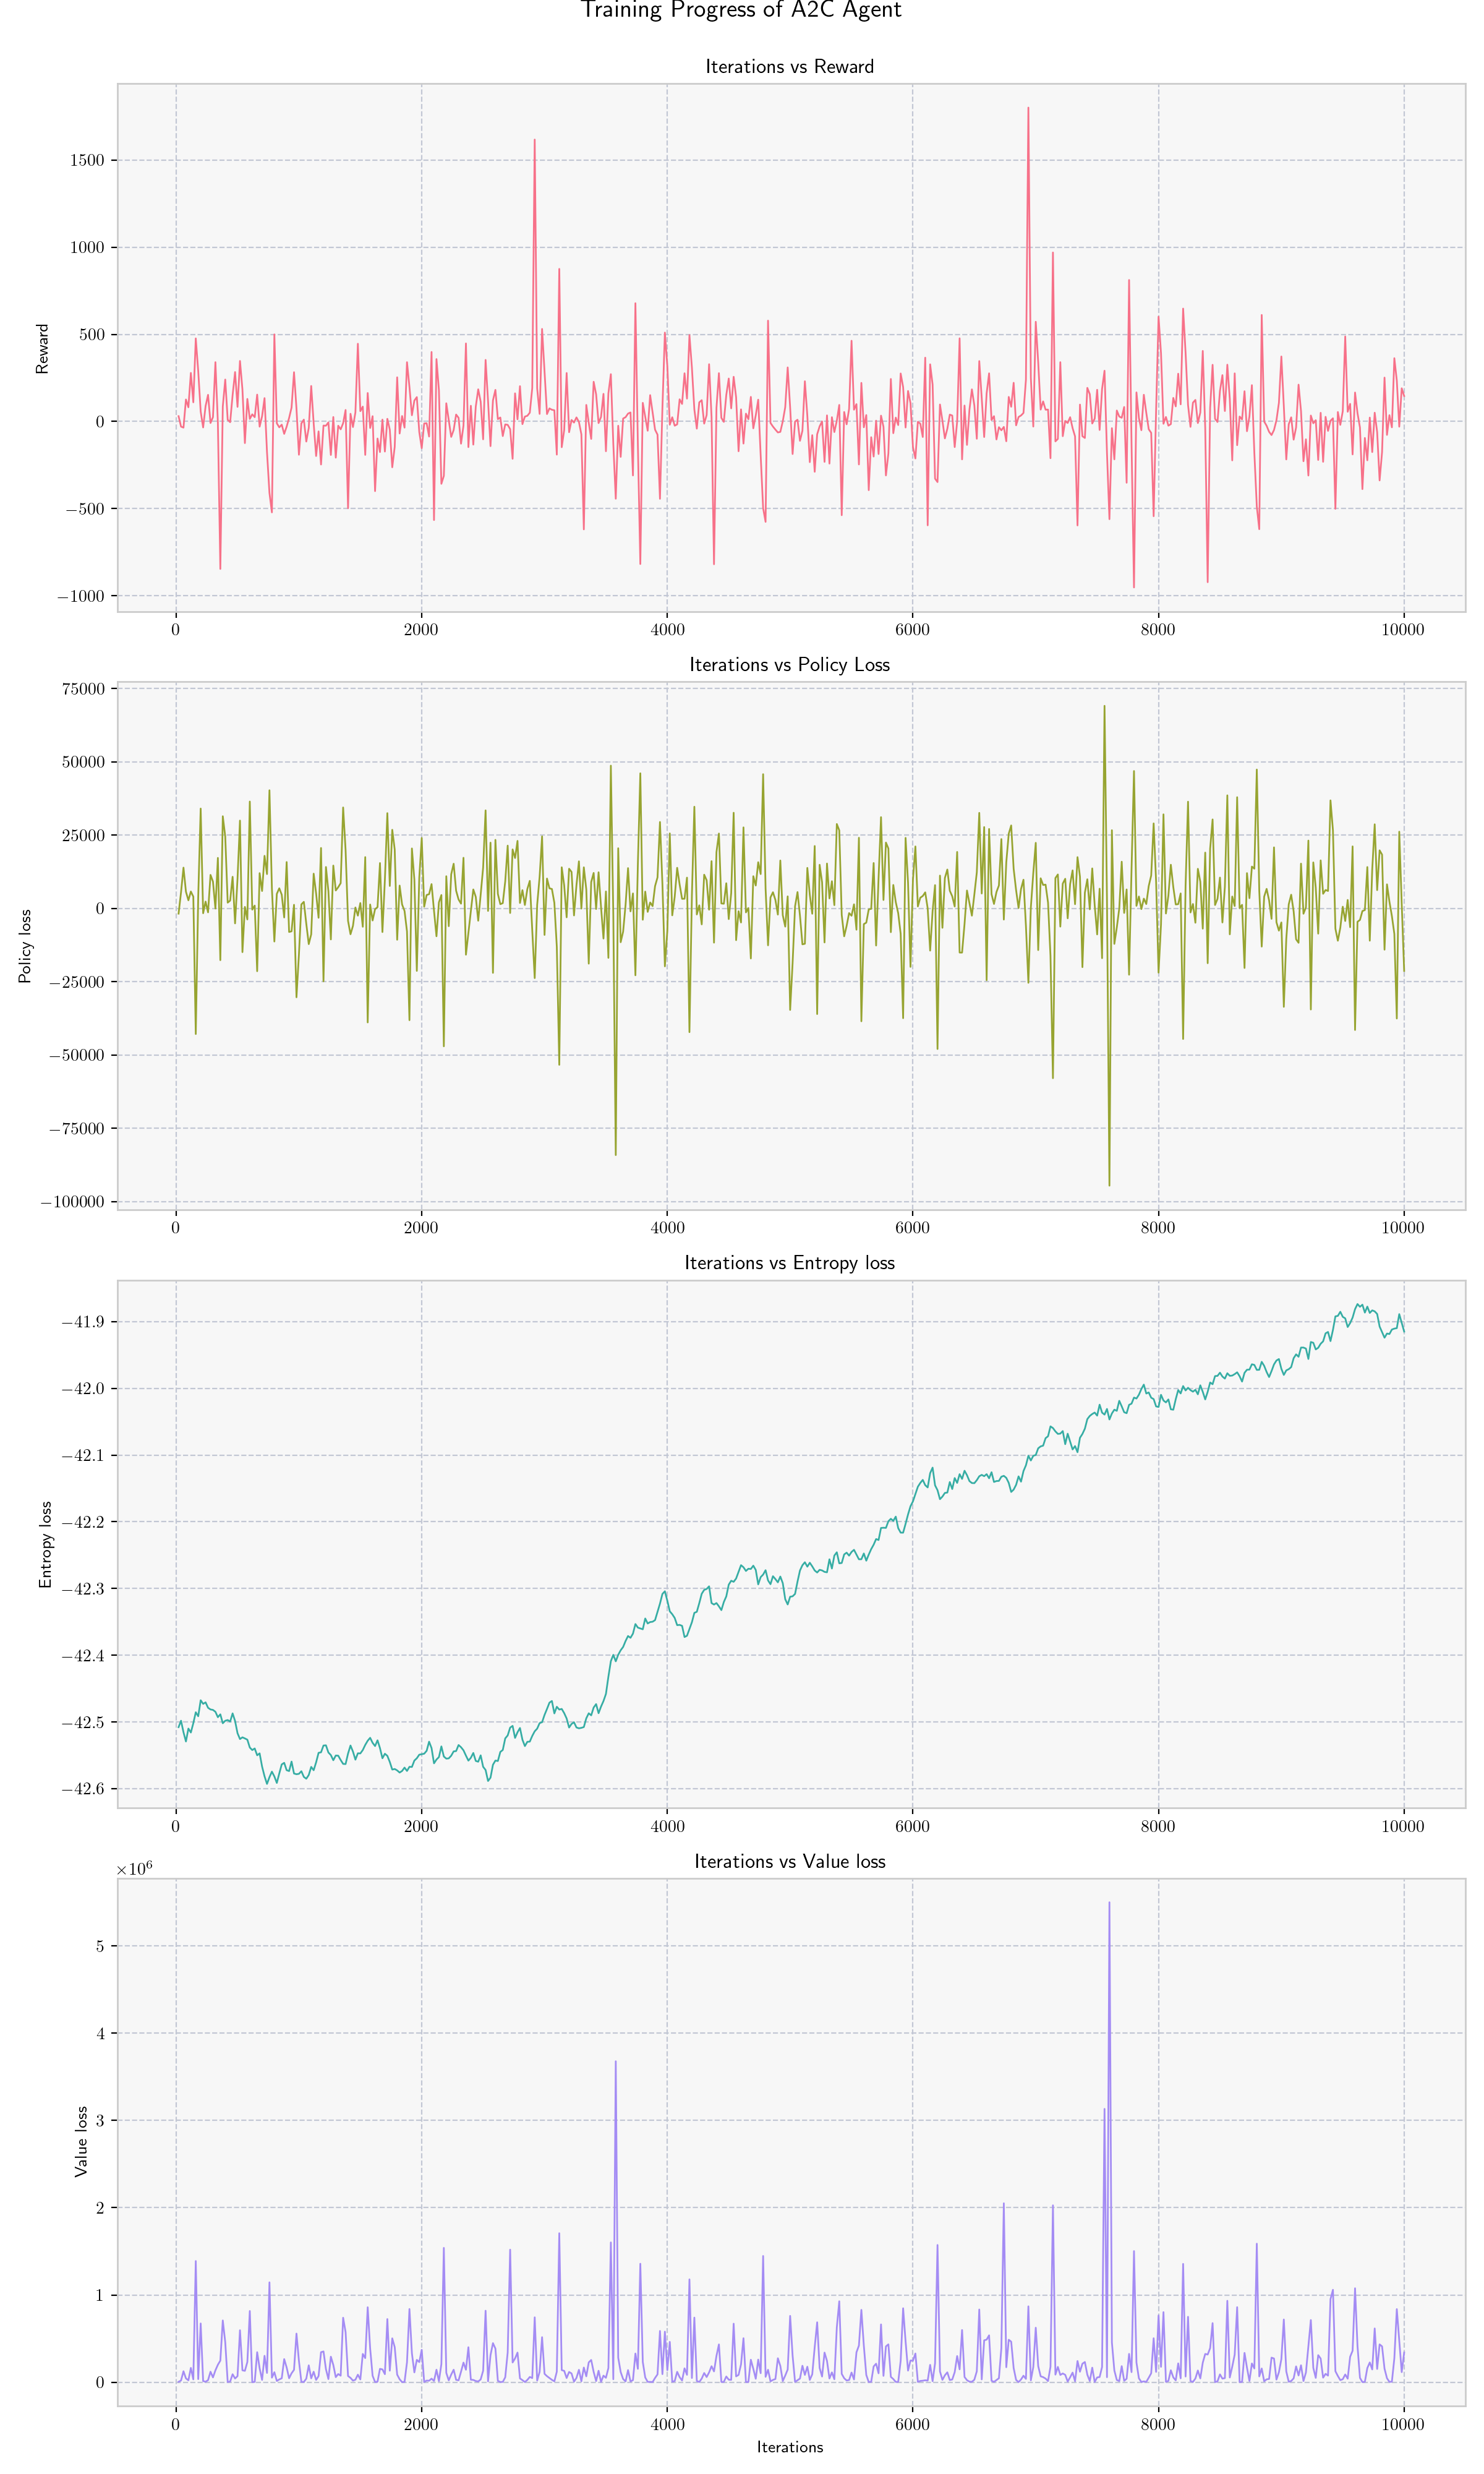 Training Progress of A2C Agent
Iterations vs Reward
1500
1000
500
0
−500
−1000
Reward
0 2000 4000 6000 8000 10000
Iterations vs Policy Loss
75000
50000
25000
0
−25000
−50000
−75000
−100000
Policy loss
0 2000 4000 6000 8000 10000
Iterations vs Entropy loss
−41.9
−42.0
−42.1
−42.2
−42.3
−42.4
−42.5
−42.6
Entropy loss
0 2000 4000 6000 8000 10000
Iterations vs Value loss
×10⁶
5
4
3
2
1
0
Value loss
0 2000 4000 6000 8000 10000
Iterations